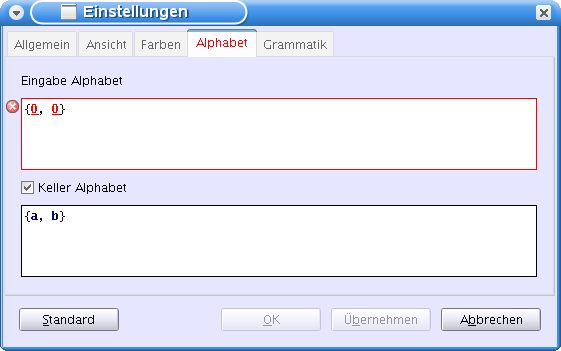 Einstellungen
Allgemein Ansicht Farben Alphabet Grammatik
Eingabe Alphabet
{0, 0}
Keller Alphabet
{a, b}
Standard OK Übernehmen Abbrechen